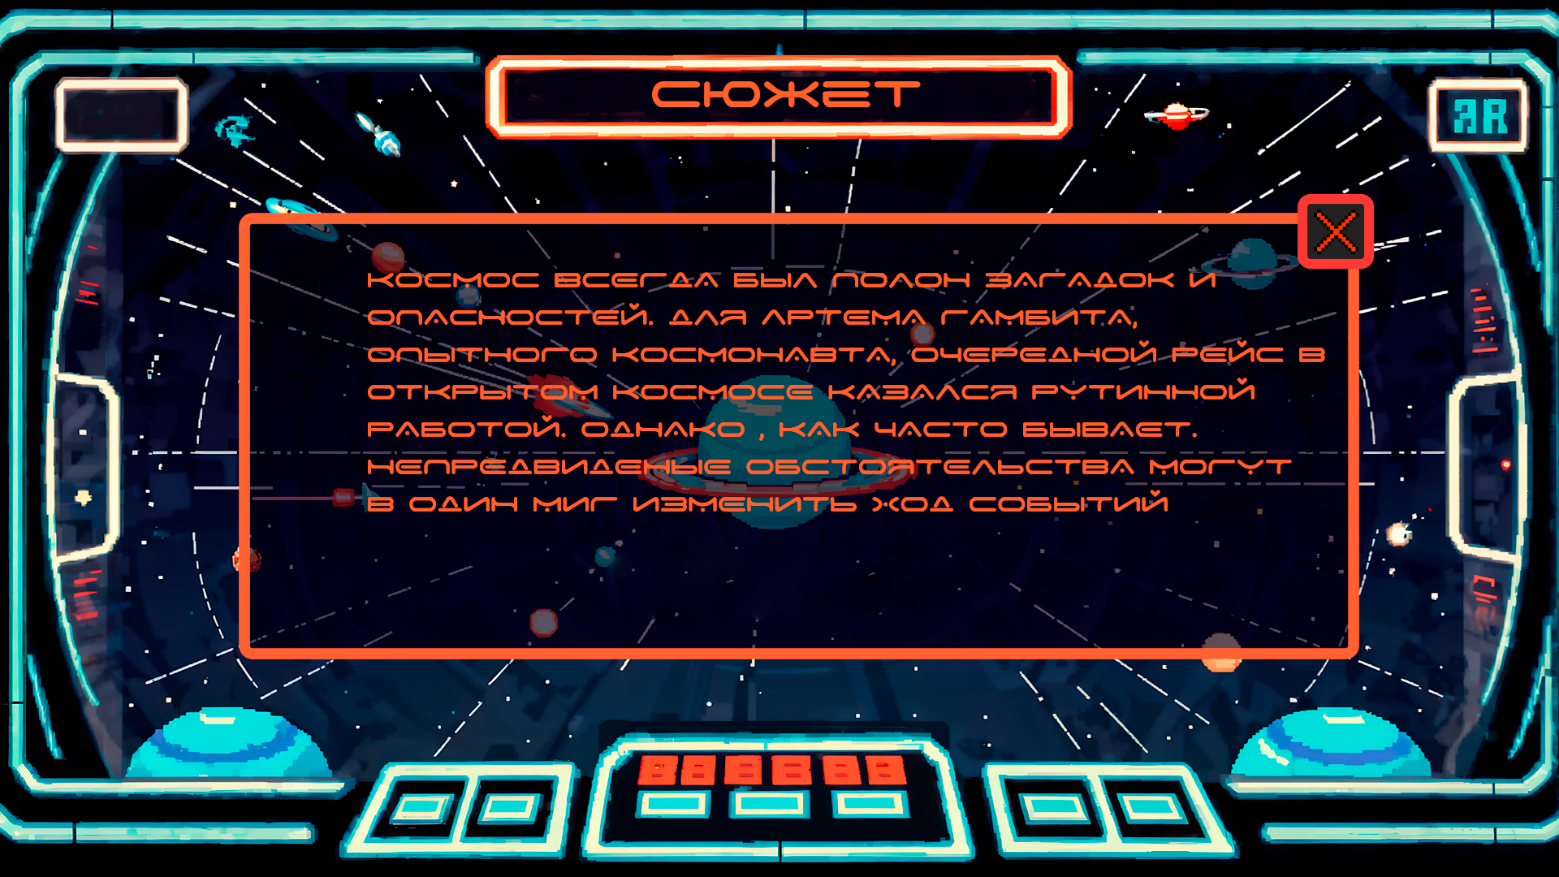 СЮЖЕТ
КОСМОС ВСЕГДА БЫЛ ПОЛОН ЗАГАДОК И
ОПАСНОСТЕЙ. ДЛЯ АРТЕМА ГАМБИТА,
ОПЫТНОГО КОСМОНАВТА, ОЧЕРЕДНОЙ РЕЙС В
ОТКРЫТОМ КОСМОСЕ КАЗАЛСЯ РУТИННОЙ
РАБОТОЙ. ОДНАКО , КАК ЧАСТО БЫВАЕТ.
НЕПРЕДВИДЕНЫЕ ОБСТОЯТЕЛЬСТВА МОГУТ
В ОДИН МИГ ИЗМЕНИТЬ ХОД СОБЫТИЙ